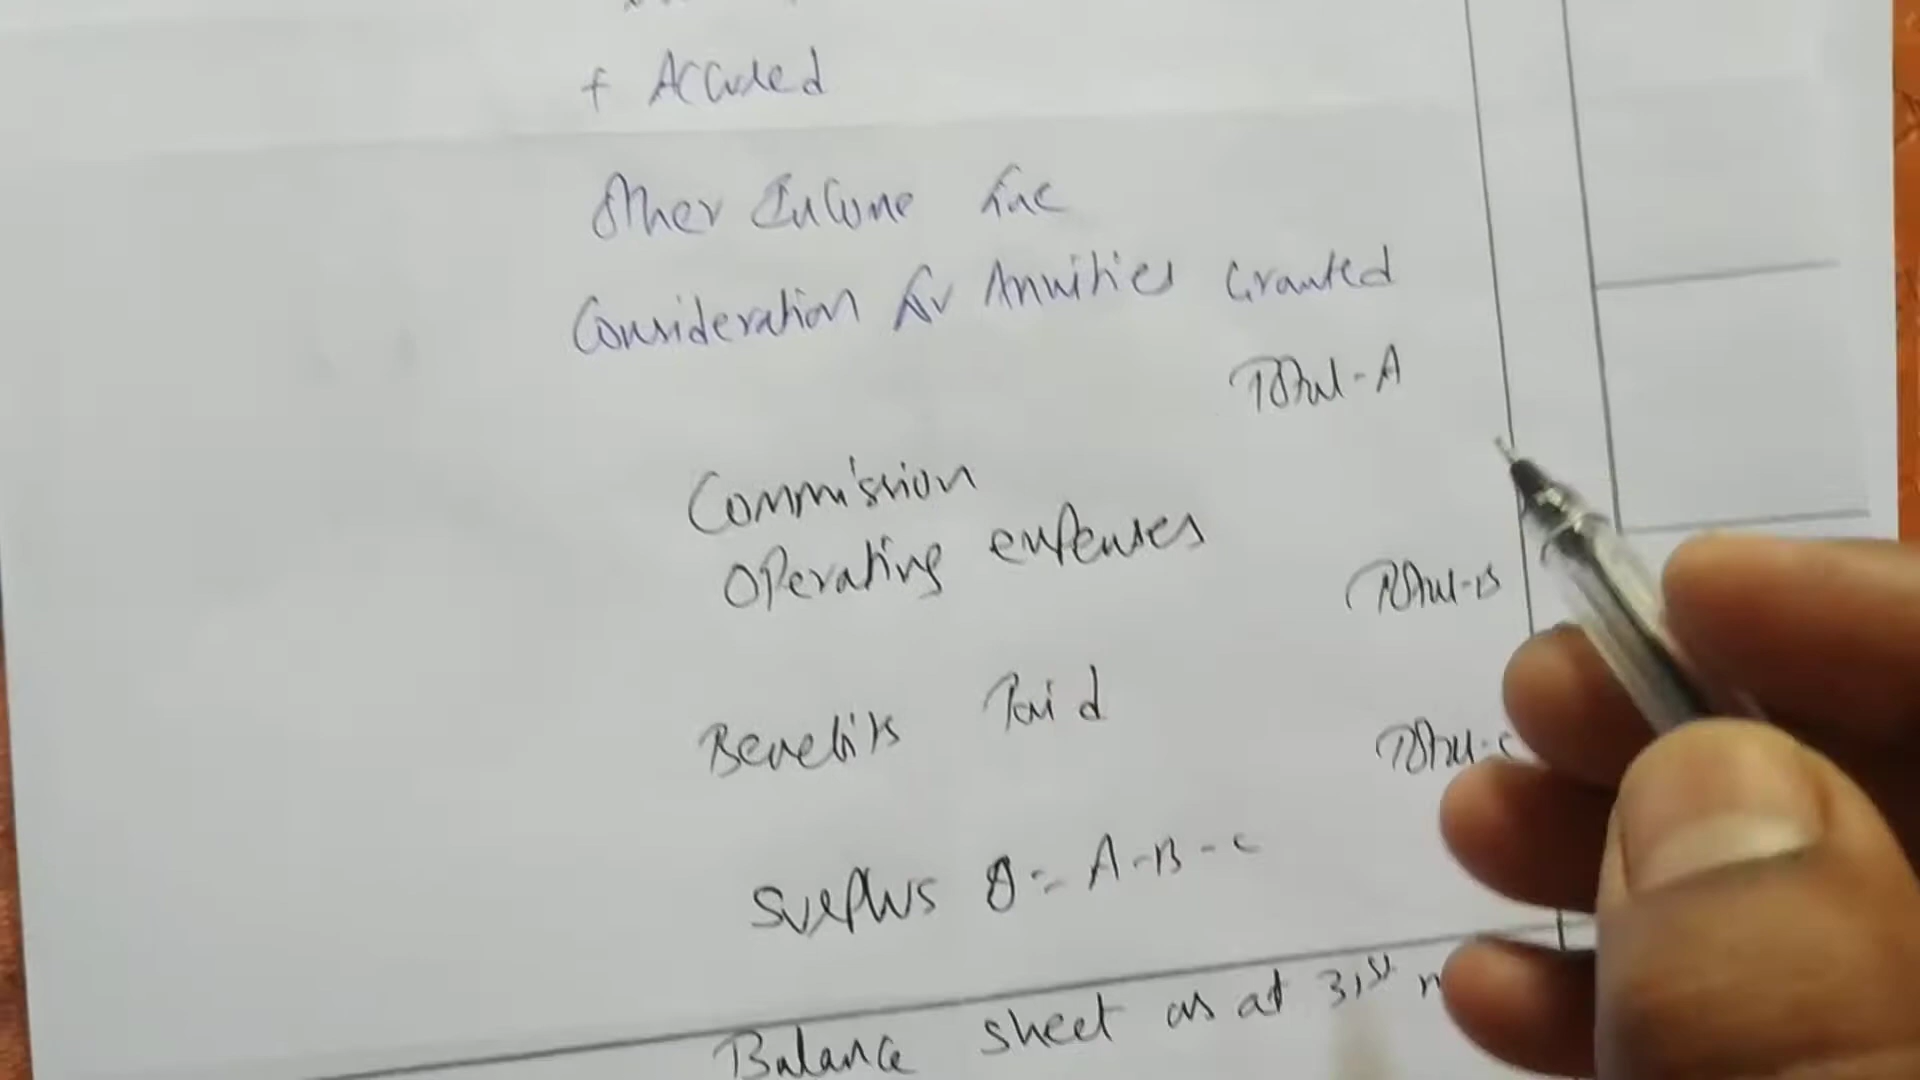 + Accrued
Other Income
Consideration for Annuities Granted
Total-A
Commission
Operating expenses
Total-B
Benefits Paid
Total-C
Surplus D = A-B-C
Balance sheet as at 31st